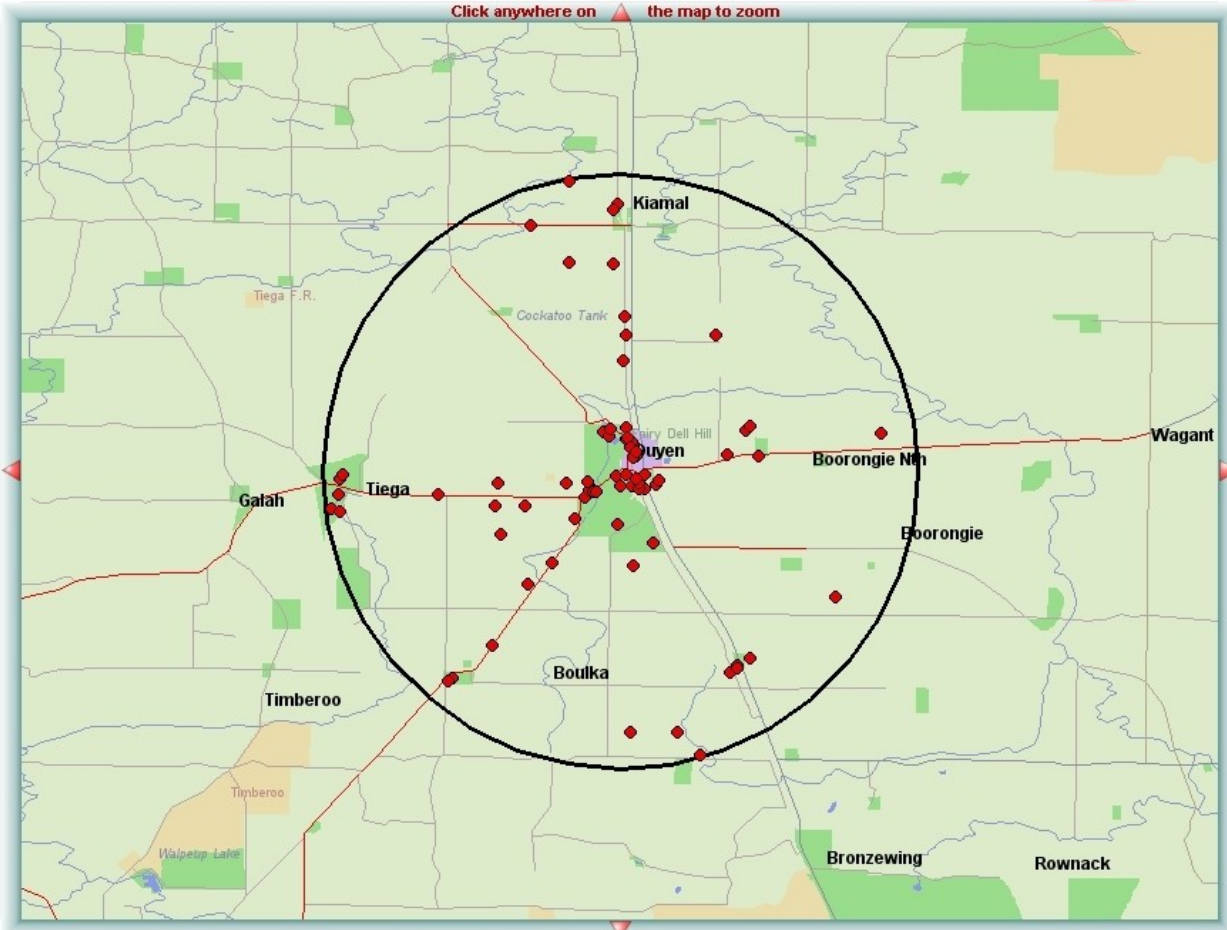 Click anywhere on the map to zoom
Kiamal
Tiega F.R.
Cockatoo Tank
Fairy Dell Hill
Ouyen
Wagant
Boorongie Nth
Tiega
Galah
Boorongie
Boulka
Timberoo
Timberoo
Walpeup Lake
Bronzewing
Rownack